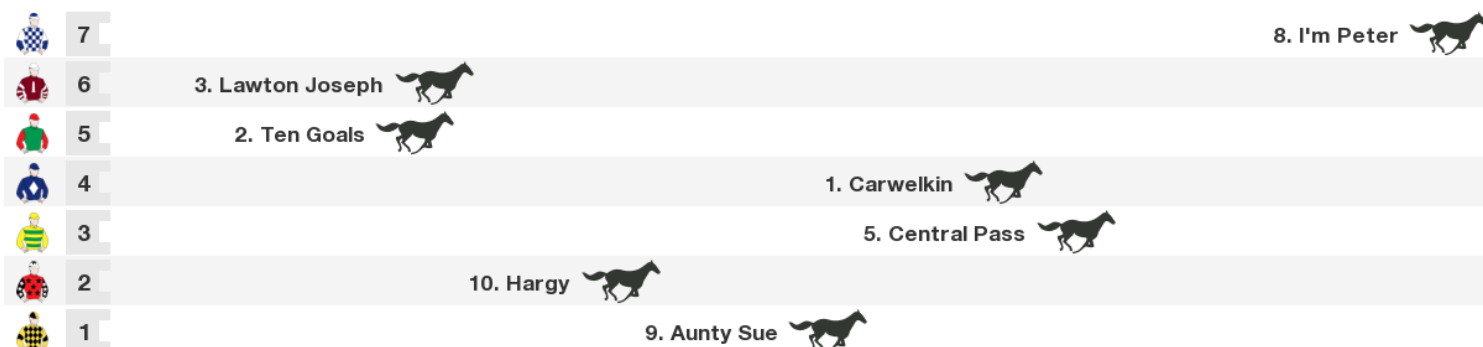 7 8. I'm Peter
6 3. Lawton Joseph
5 2. Ten Goals
4 1. Carwelkin
3 5. Central Pass
2 10. Hargy
1 9. Aunty Sue